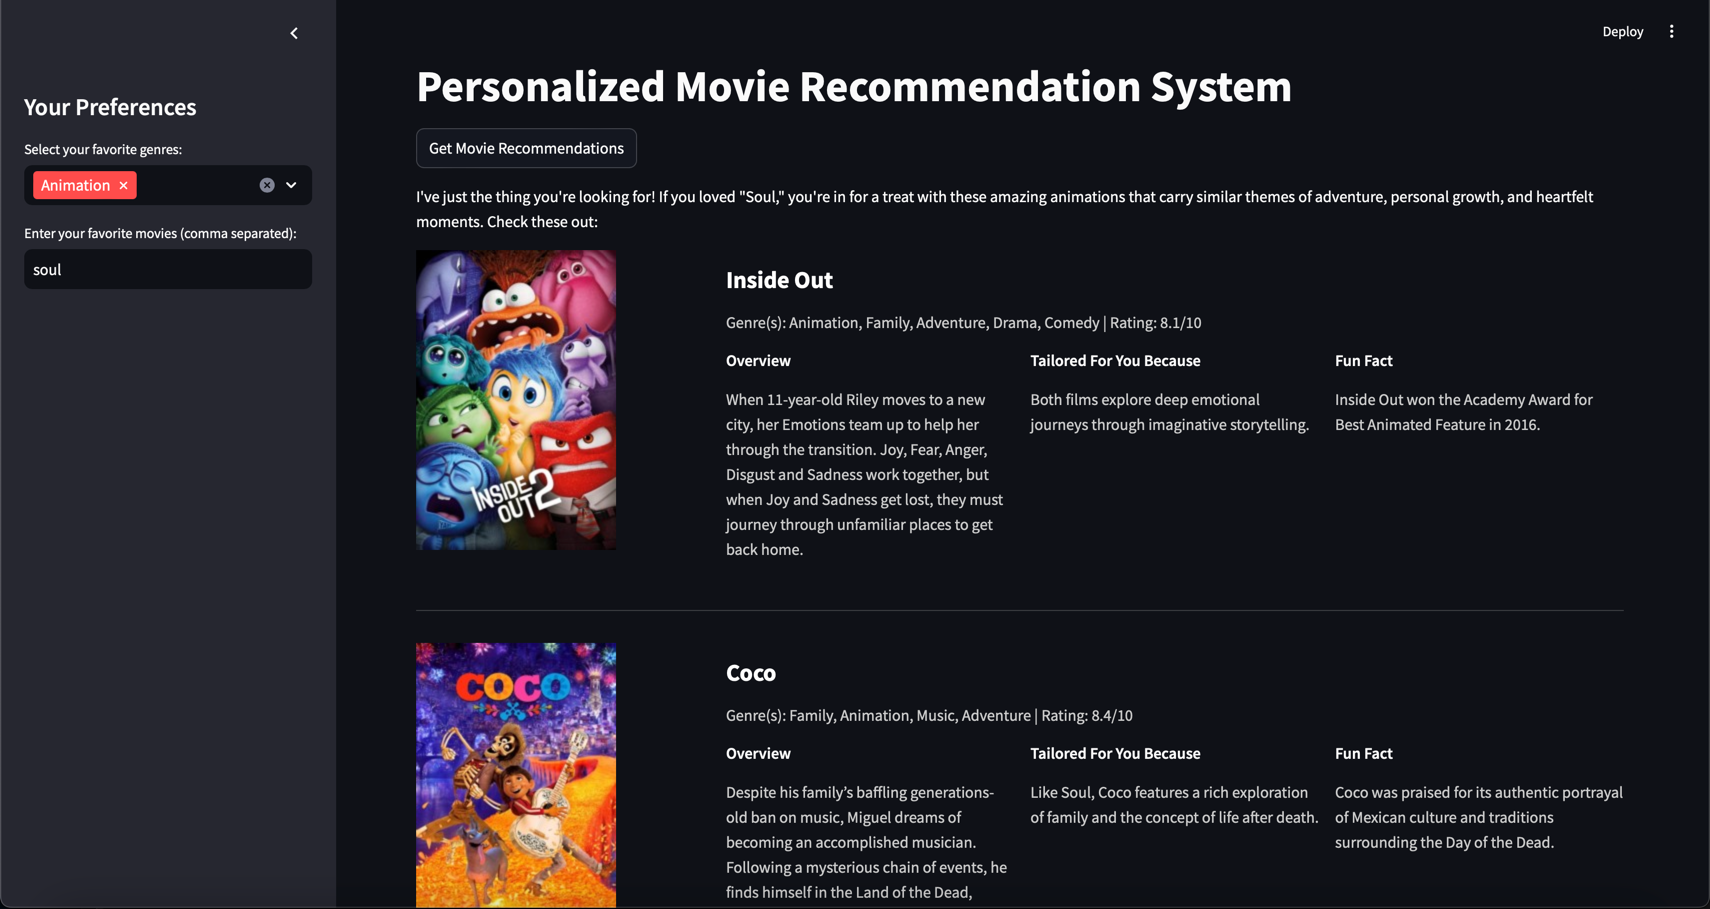 Deploy
Your Preferences
Select your favorite genres:
Animation ×
Enter your favorite movies (comma separated):
soul
Personalized Movie Recommendation System
Get Movie Recommendations
I've just the thing you're looking for! If you loved "Soul," you're in for a treat with these amazing animations that carry similar themes of adventure, personal growth, and heartfelt
moments. Check these out:
INSIDE
OUT 2
Inside Out
Genre(s): Animation, Family, Adventure, Drama, Comedy | Rating: 8.1/10
Overview
When 11-year-old Riley moves to a new
city, her Emotions team up to help her
through the transition. Joy, Fear, Anger,
Disgust and Sadness work together, but
when Joy and Sadness get lost, they must
journey through unfamiliar places to get
back home.
Tailored For You Because
Both films explore deep emotional
journeys through imaginative storytelling.
Fun Fact
Inside Out won the Academy Award for
Best Animated Feature in 2016.
COCO
Coco
Genre(s): Family, Animation, Music, Adventure | Rating: 8.4/10
Overview
Despite his family’s baffling generations-
old ban on music, Miguel dreams of
becoming an accomplished musician.
Following a mysterious chain of events, he
finds himself in the Land of the Dead,
Tailored For You Because
Like Soul, Coco features a rich exploration
of family and the concept of life after death.
Fun Fact
Coco was praised for its authentic portrayal
of Mexican culture and traditions
surrounding the Day of the Dead.